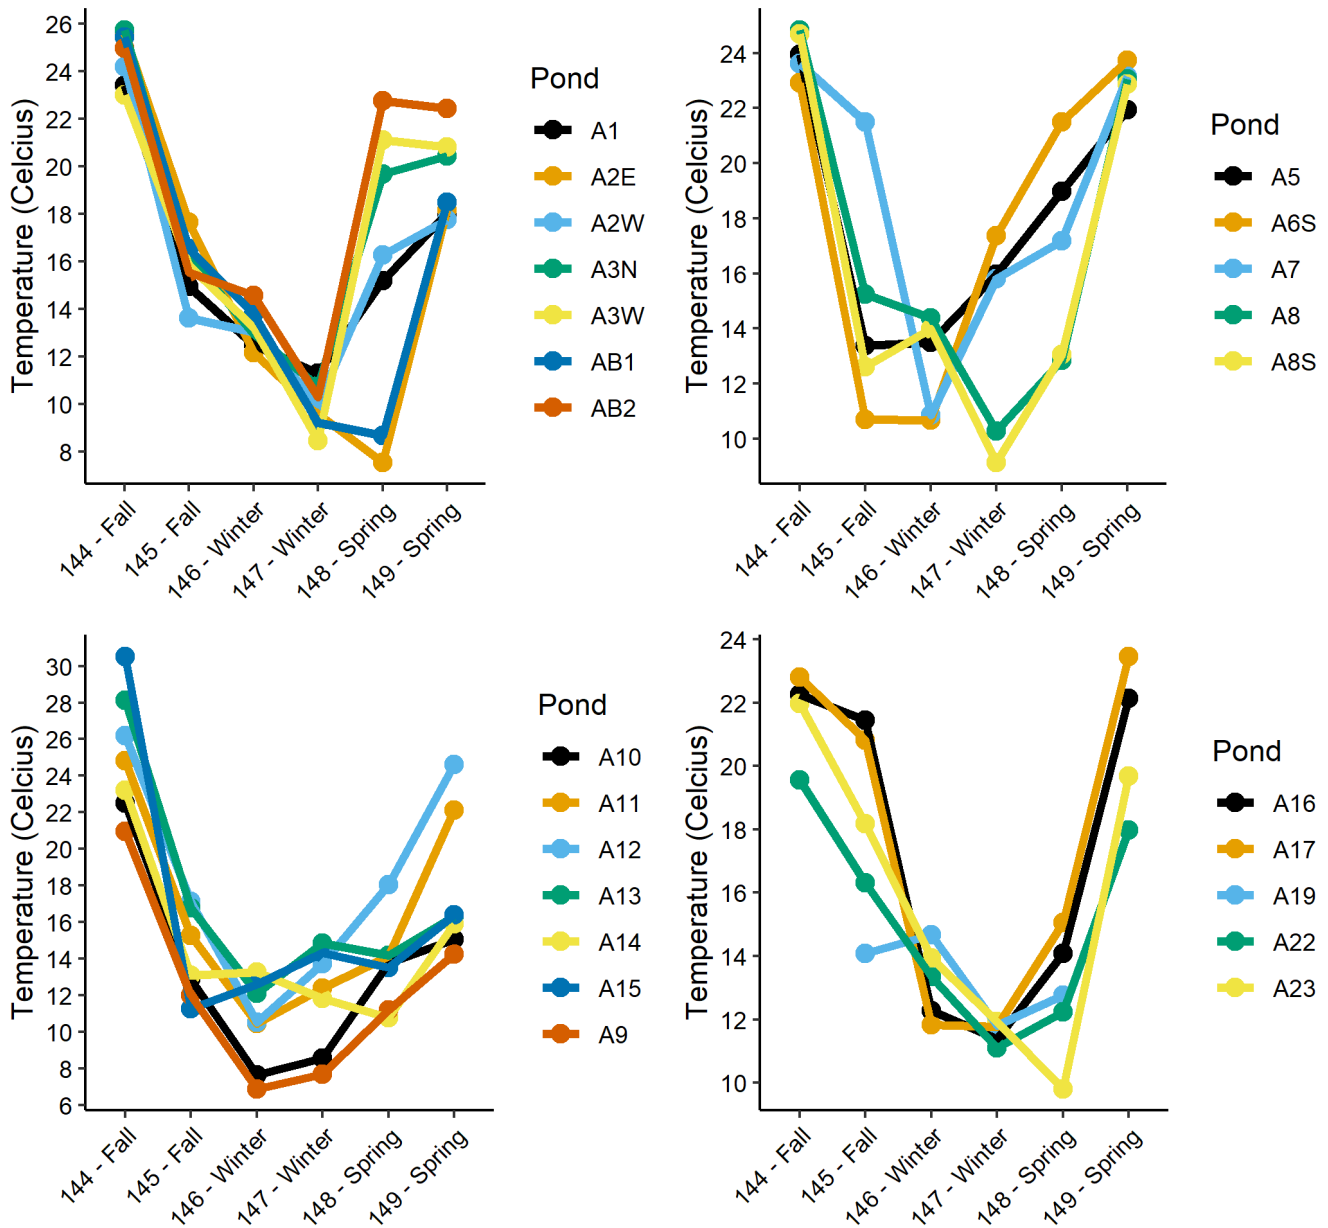 Temperature (Celcius)
26
24
22
20
18
16
14
12
10
8
144 - Fall
145 - Fall
146 - Winter
147 - Winter
148 - Spring
149 - Spring
Pond
A1
A2E
A2W
A3N
A3W
AB1
AB2
Temperature (Celcius)
24
22
20
18
16
14
12
10
144 - Fall
145 - Fall
146 - Winter
147 - Winter
148 - Spring
149 - Spring
Pond
A5
A6S
A7
A8
A8S
Temperature (Celcius)
30
28
26
24
22
20
18
16
14
12
10
8
6
144 - Fall
145 - Fall
146 - Winter
147 - Winter
148 - Spring
149 - Spring
Pond
A10
A11
A12
A13
A14
A15
A9
Temperature (Celcius)
24
22
20
18
16
14
12
10
144 - Fall
145 - Fall
146 - Winter
147 - Winter
148 - Spring
149 - Spring
Pond
A16
A17
A19
A22
A23